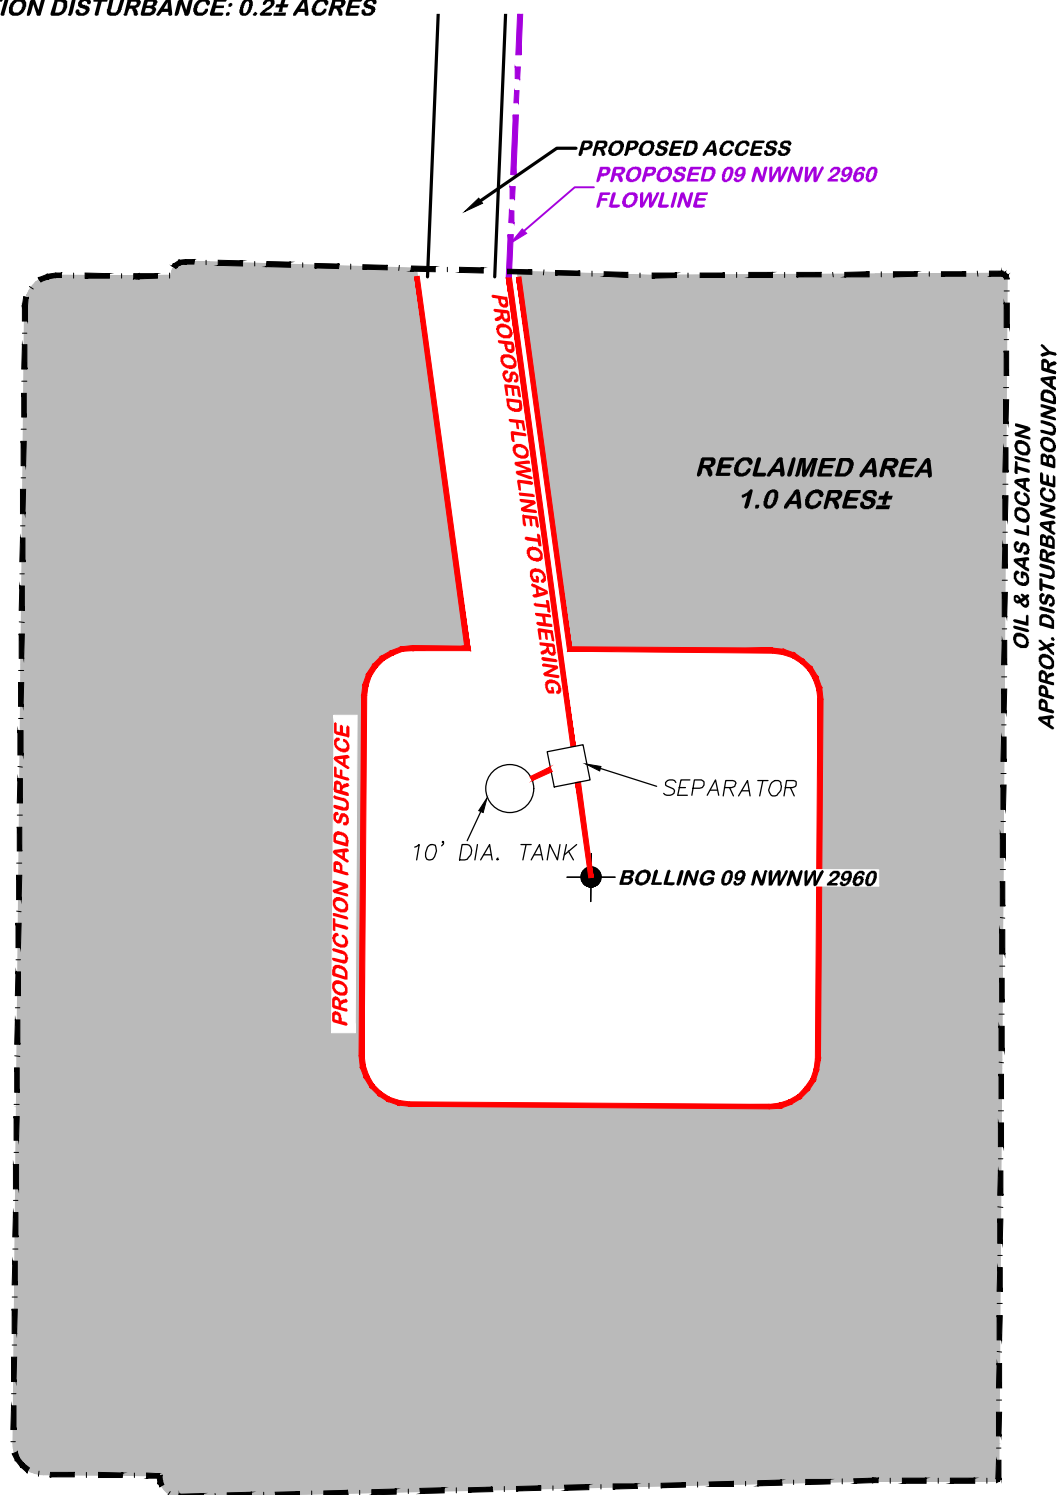 DISTURBANCE: 0.2± ACRES
PROPOSED ACCESS
PROPOSED 09 NWNW 2960
FLOWLINE
PROPOSED FLOWLINE TO GATHERING
RECLAIMED AREA
1.0 ACRES±
OIL & GAS LOCATION
APPROX. DISTURBANCE BOUNDARY
PRODUCTION PAD SURFACE
SEPARATOR
10' DIA. TANK
BOLLING 09 NWNW 2960